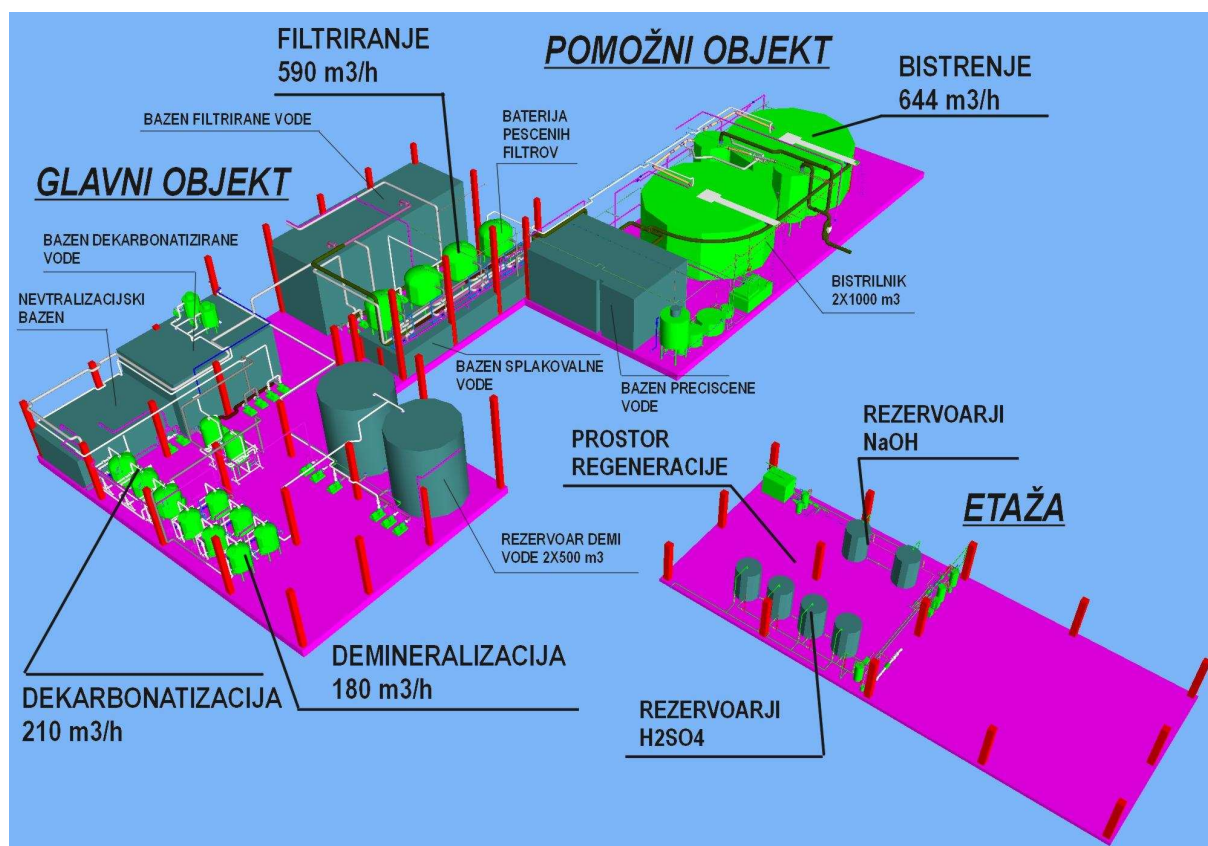 FILTRIRANJE
590 m3/h
POMOŽNI OBJEKT
BISTRENJE
644 m3/h
BAZEN FILTRIRANE VODE
BATERIJA
PESCENIH
FILTROV
GLAVNI OBJEKT
BAZEN DEKARBONATIZIRANE
VODE
NEVTRALIZACIJSKI
BAZEN
BISTRILNIK
2X1000 m3
BAZEN SPLAKOVALNE
VODE
BAZEN PRECISCENE
VODE
REZERVOARJI
NaOH
PROSTOR
REGENERACIJE
ETAŽA
REZERVOAR DEMI
VODE 2X500 m3
DEMINERALIZACIJA
180 m3/h
DEKARBONATIZACIJA
210 m3/h
REZERVOARJI
H2SO4